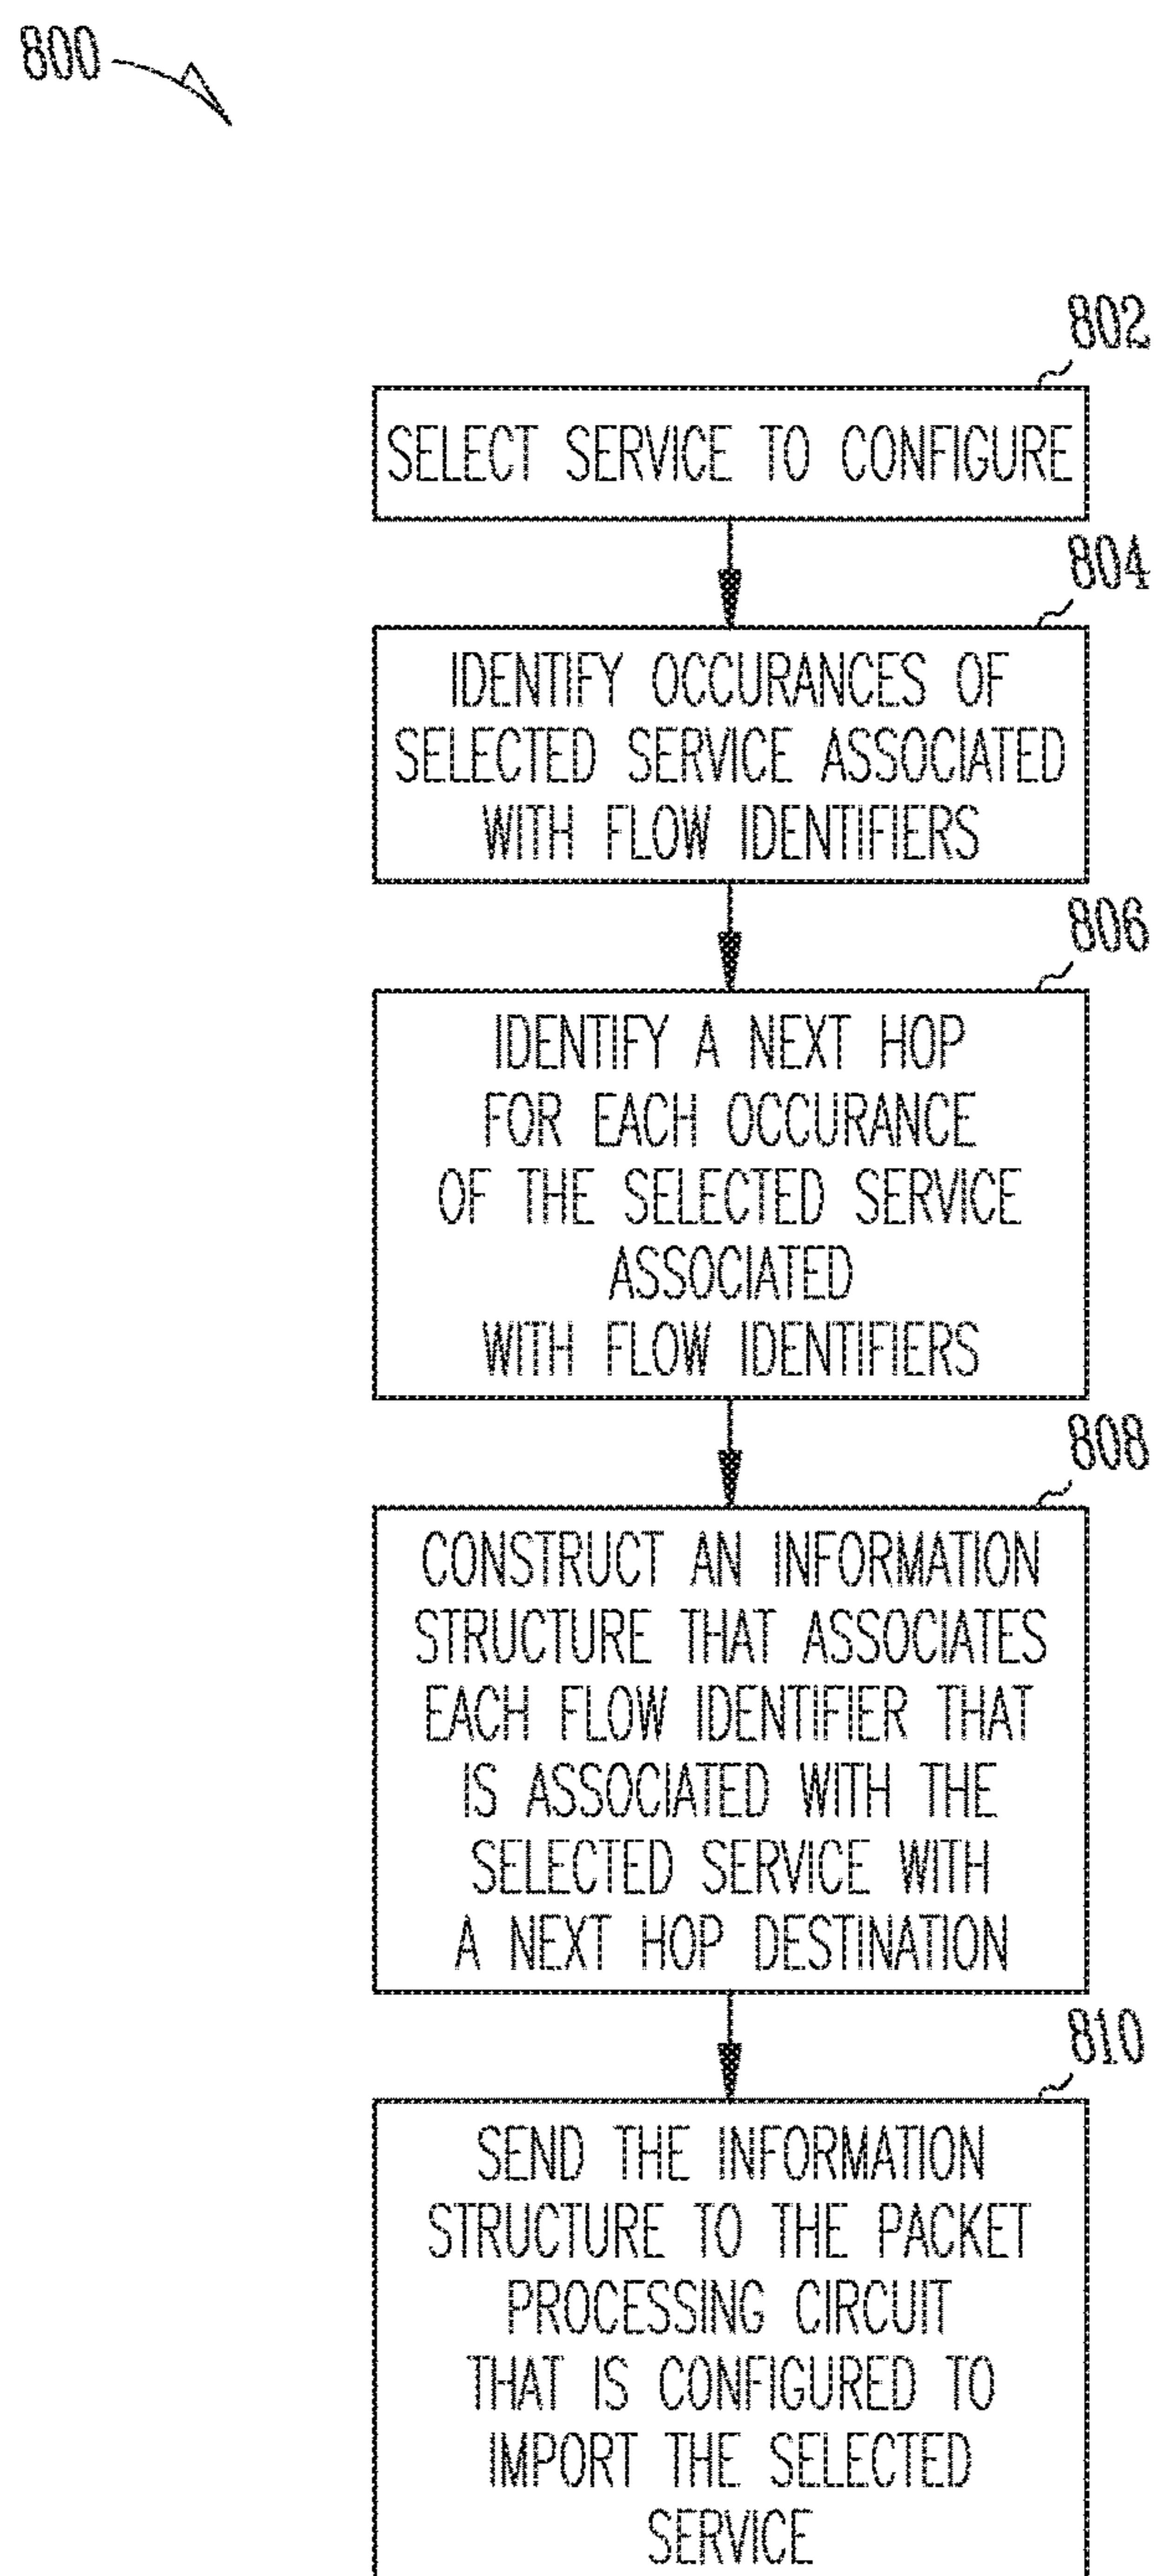 800
802
SELECT SERVICE TO CONFIGURE
804
IDENTIFY OCCURANCES OF
SELECTED SERVICE ASSOCIATED
WITH FLOW IDENTIFIERS
806
IDENTIFY A NEXT HOP
FOR EACH OCCURANCE
OF THE SELECTED SERVICE
ASSOCIATED
WITH FLOW IDENTIFIERS
808
CONSTRUCT AN INFORMATION
STRUCTURE THAT ASSOCIATES
EACH FLOW IDENTIFIER THAT
IS ASSOCIATED WITH THE
SELECTED SERVICE WITH
A NEXT HOP DESTINATION
810
SEND THE INFORMATION
STRUCTURE TO THE PACKET
PROCESSING CIRCUIT
THAT IS CONFIGURED TO
IMPORT THE SELECTED
SERVICE